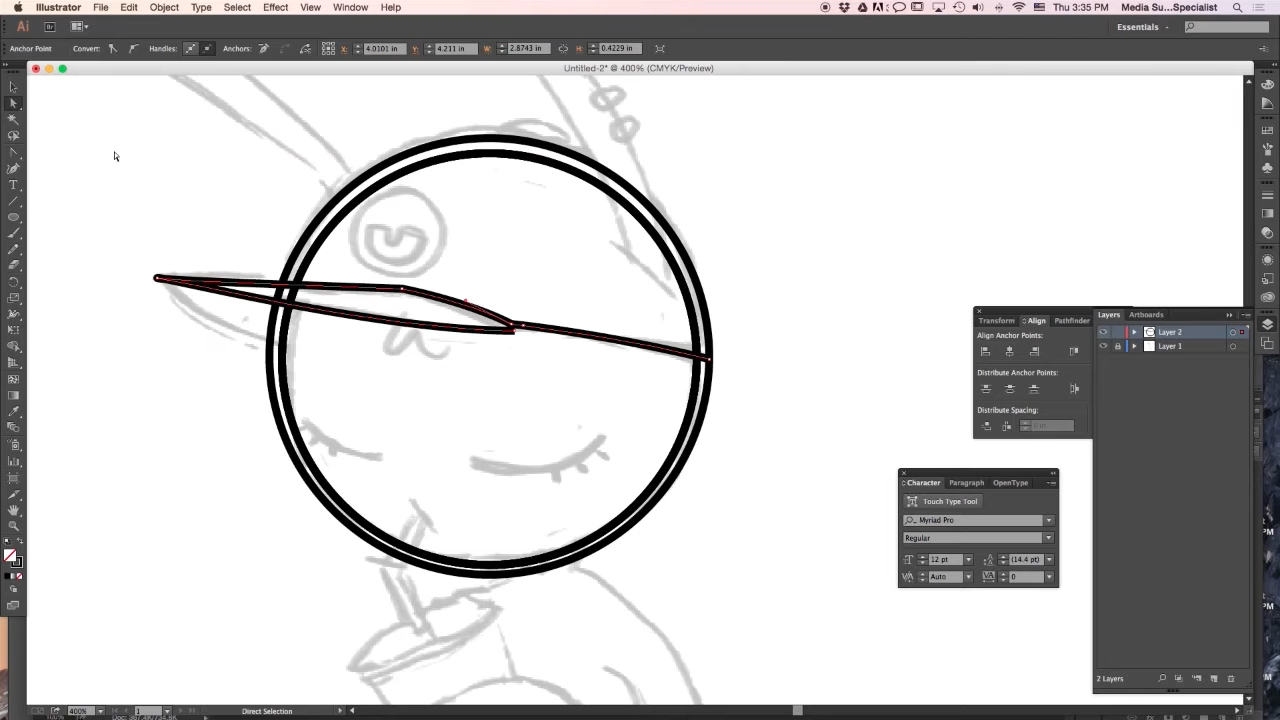 Illustrator File Edit Object Type Select Effect View Window Help
Thu 3:35 PM Media Su...Specialist
Ai Br Essentials
Anchor Point Convert: Handles: Anchors: X: 4.0101 in Y: 4.211 in W: 2.8743 in H: 0.4229 in
Untitled-2* @ 400% (CMYK/Preview)
Transform Align Pathfinder
Align Anchor Points:
Distribute Anchor Points:
Distribute Spacing:
Layers Artboards
Layer 2
Layer 1
Character Paragraph OpenType
Touch Type Tool
Myriad Pro
Regular
12 pt (14.4 pt)
Auto 0
2 Layers
400% 1 Direct Selection